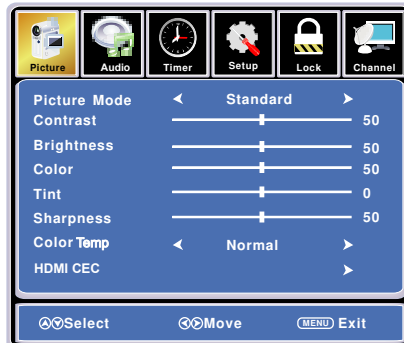 Picture Audio Timer Setup Lock Channel
Picture Mode Standard
Contrast 50
Brightness 50
Color 50
Tint 0
Sharpness 50
Color Temp Normal
HDMI CEC
Select Move MENU Exit